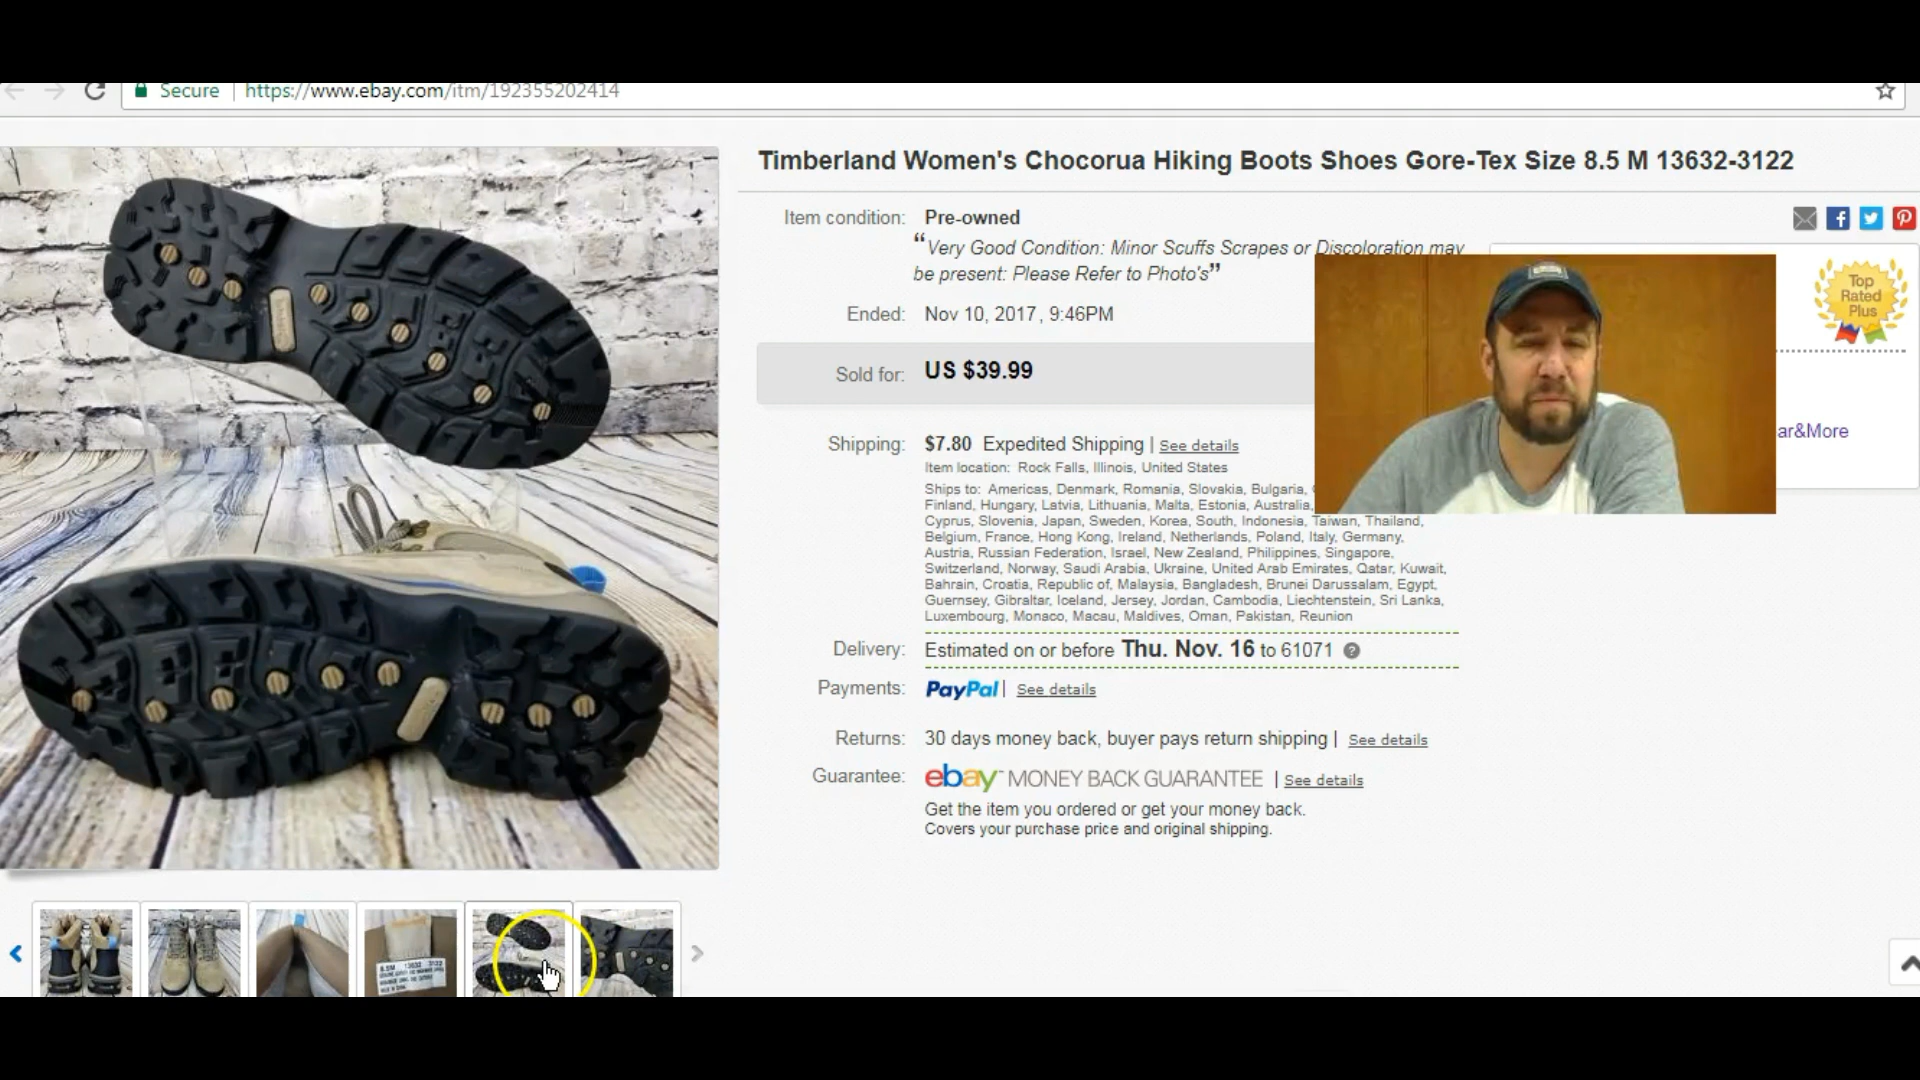 Secure https://www.ebay.com/itm/192355202414
Timberland Women's Chocorua Hiking Boots Shoes Gore-Tex Size 8.5 M 13632-3122
Item condition: Pre-owned
“Very Good Condition: Minor Scuffs Scrapes or Discoloration may
be present: Please Refer to Photo's”
Top
Rated
Plus
Ended: Nov 10, 2017, 9:46PM
Sold for: US $39.99
ar&More
Shipping: $7.80 Expedited Shipping | See details
Item location: Rock Falls, Illinois, United States
Ships to: Americas, Denmark, Romania, Slovakia, Bulgaria,
Finland, Hungary, Latvia, Lithuania, Malta, Estonia, Australia,
Cyprus, Slovenia, Japan, Sweden, Korea, South, Indonesia, Taiwan, Thailand,
Belgium, France, Hong Kong, Ireland, Netherlands, Poland, Italy, Germany,
Austria, Russian Federation, Israel, New Zealand, Philippines, Singapore,
Switzerland, Norway, Saudi Arabia, Ukraine, United Arab Emirates, Qatar, Kuwait,
Bahrain, Croatia, Republic of, Malaysia, Bangladesh, Brunei Darussalam, Egypt,
Guernsey, Gibraltar, Iceland, Jersey, Jordan, Cambodia, Liechtenstein, Sri Lanka,
Luxembourg, Monaco, Macau, Maldives, Oman, Pakistan, Reunion
Delivery: Estimated on or before Thu. Nov. 16 to 61071 ?
Payments: PayPal | See details
Returns: 30 days money back, buyer pays return shipping | See details
Guarantee: ebay MONEY BACK GUARANTEE | See details
Get the item you ordered or get your money back.
Covers your purchase price and original shipping.
8.5M 13632 3122